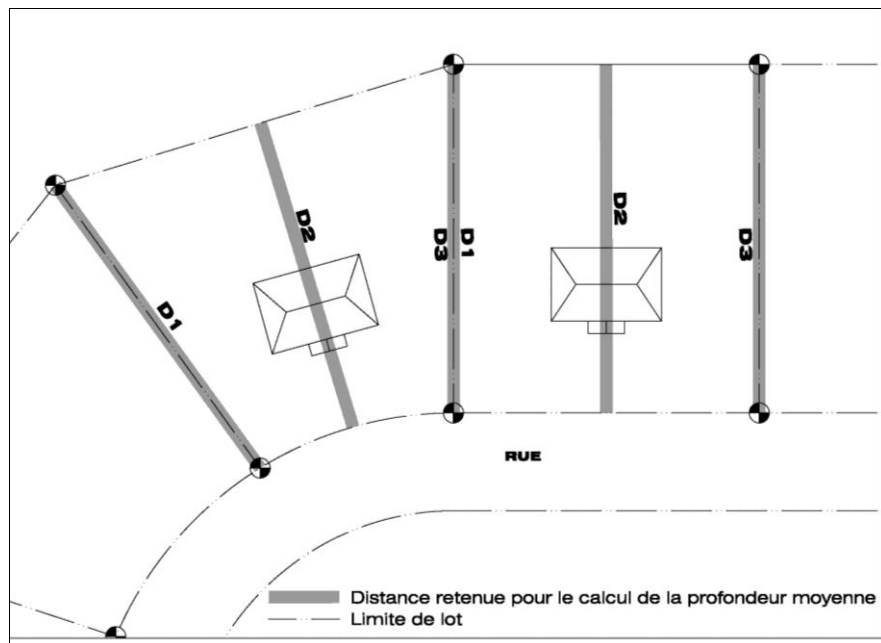 D1
D2
D3
D1
D2
D3
RUE
Distance retenue pour le calcul de la profondeur moyenne
Limite de lot